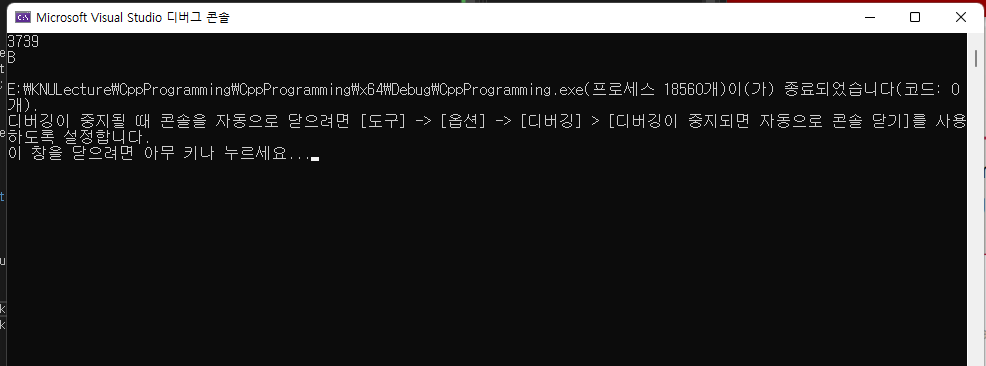 Microsoft Visual Studio 디버그 콘솔
3739
B
E:\KNULecture\CppProgramming\CppProgramming\x64\Debug\CppProgramming.exe(프로세스 18560개)이(가) 종료되었습니다(코드: 0
개).
디버깅이 중지될 때 콘솔을 자동으로 닫으려면 [도구] -> [옵션] -> [디버깅] > [디버깅이 중지되면 자동으로 콘솔 닫기]를 사용
하도록 설정합니다.
이 창을 닫으려면 아무 키나 누르세요...